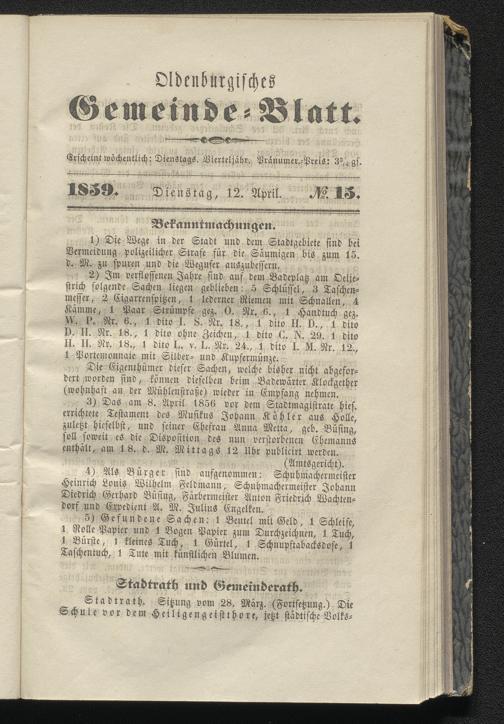 Oldenburgisches
Gemeinde-Blatt.
Erscheint wöchentlich: Dienstags. Vierteljähr. Pränumer.-Preis: 3¾ gs.
1859. Dienstag, 12. April. № 15.
Bekanntmachungen.
1) Die Wege in der Stadt und dem Stadtgebiete sind bei
Vermeidung polizeilicher Strafe für die Säumigen bis zum 15.
d. M. zu spuren und die Wegufer auszubessern.
2) Im verflossenen Jahre sind auf dem Badeplatz am Oelje-
strich folgende Sachen liegen geblieben: 5 Schlüssel, 3 Taschen-
messer, 2 Cigarrenspitzen, 1 lederner Riemen mit Schnallen, 4
Kämme, 1 Paar Strümpfe gez. O. Nr. 6., 1 Handtuch gez.
W. P. Nr. 6., 1 dito I. S. Nr. 18., 1 dito H. D., 1 dito
D. H. Nr. 18., 1 dito ohne Zeichen, 1 dito C. N. 29. 1 dito
H. H. Nr. 18., 1 dito L. v. L. Nr. 24., 1 dito I. M. Nr. 12.,
1 Portemonnaie mit Silber- und Kupfermünze.
Die Eigenthümer dieser Sachen, welche bisher nicht abgefor-
dert worden sind, können dieselben beim Badewärter Klockgether
(wohnhaft an der Mühlenstraße) wieder in Empfang nehmen.
3) Das am 8. April 1856 vor dem Stadtmagistrate hies.
errichtete Testament des Musikus Johann Kähler aus Holle,
zuletzt hieselbst, und seiner Ehefrau Anna Metta, geb. Büsing,
soll soweit es die Disposition des nun verstorbenen Ehemanns
enthält, am 18. d. M. Mittags 12 Uhr publicirt werden.
(Amtsgericht).
4) Als Bürger sind aufgenommen: Schuhmachermeister
Heinrich Louis Wilhelm Feldmann, Schuhmachermeister Johann
Diedrich Gerhard Büsing, Färbermeister Anton Friedrich Wachten-
dorf und Expedient A. M. Julius Engelken.
5) Gefundene Sachen: 1 Beutel mit Geld, 1 Schleife,
1 Rolle Papier und 1 Bogen Papier zum Durchzeichnen, 1 Tuch,
1 Bürste, 1 kleines Tuch, 1 Gürtel, 1 Schnupftabacksdose, 1
Taschentuch, 1 Tute mit künstlichen Blumen.
Stadtrath und Gemeinderath.
Stadtrath. Sitzung vom 28. März. (Fortsetzung.) Die
Schule vor dem Heiligengeistthore, jetzt städtische Volks-